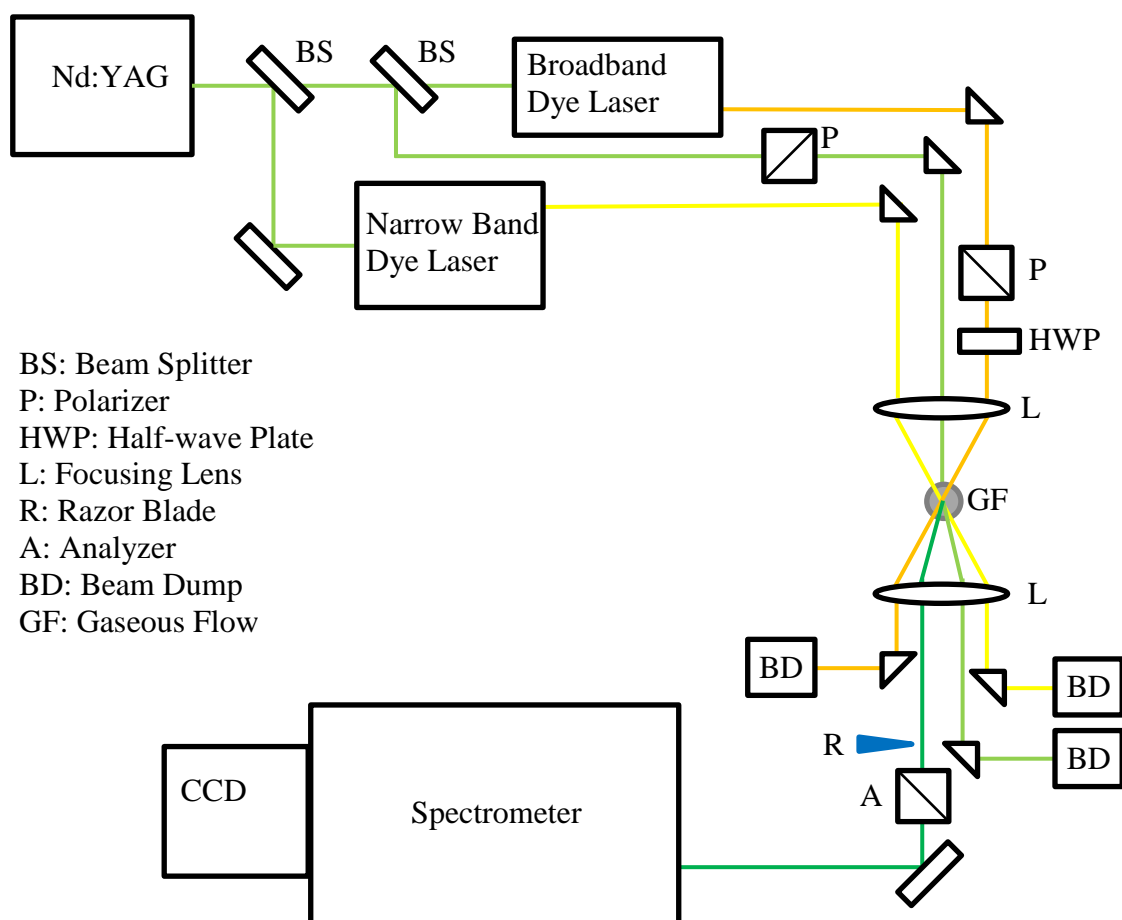 BS
BS
Nd:YAG
Broadband
Dye Laser
P
Narrow Band
Dye Laser
P
HWP
BS: Beam Splitter
P: Polarizer
HWP: Half-wave Plate
L: Focusing Lens
R: Razor Blade
A: Analyzer
BD: Beam Dump
GF: Gaseous Flow
L
GF
L
BD
BD
R
BD
CCD
A
Spectrometer